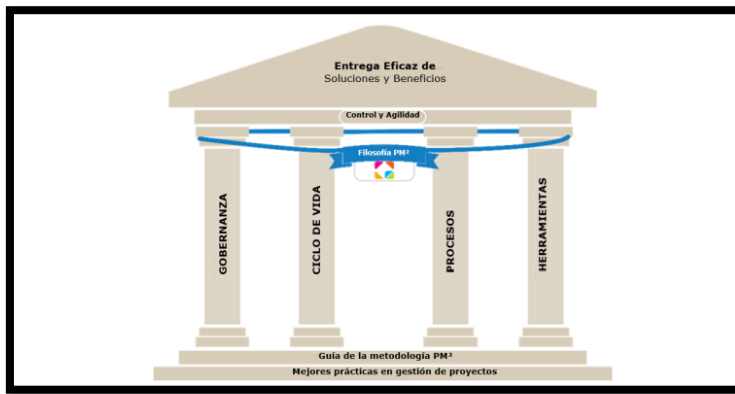 Entrega Eficaz de
Soluciones y Beneficios
Control y Agilidad
Filosofía PM²
GOBERNANZA
CICLO DE VIDA
PROCESOS
HERRAMIENTAS
Guía de la metodología PM²
Mejores prácticas en gestión de proyectos